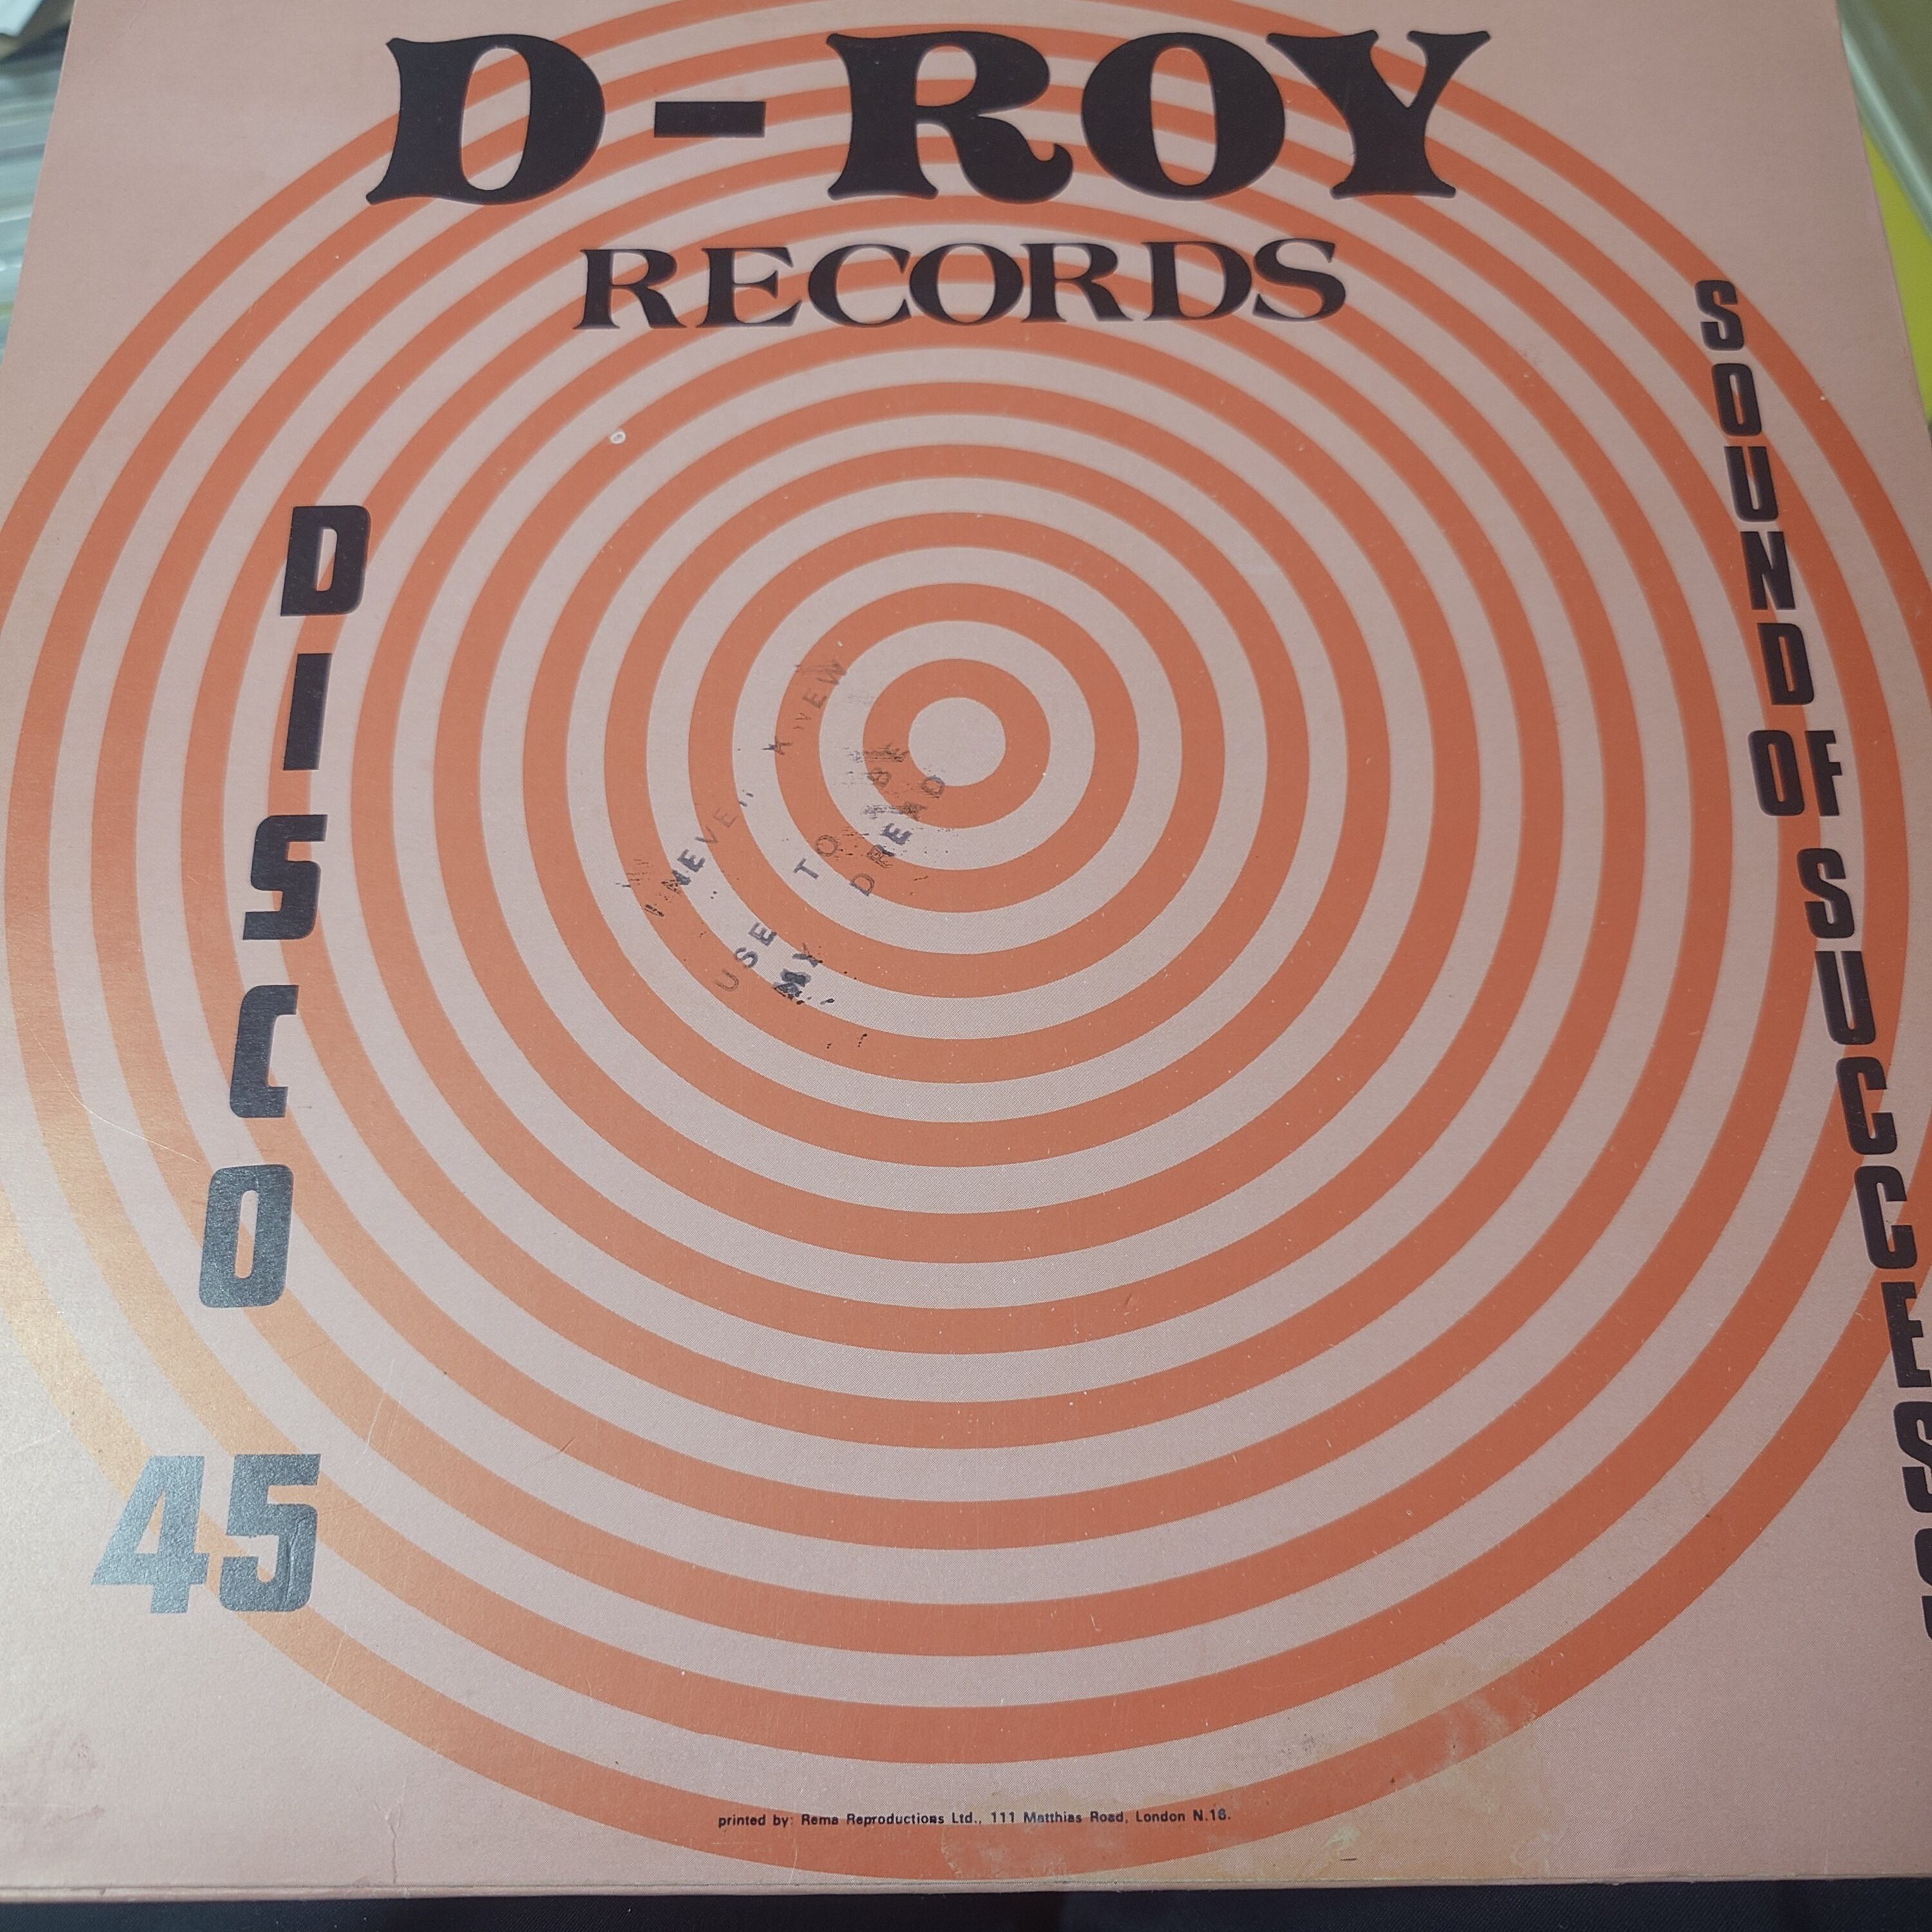 D-ROY
RECORDS
DISCO
45
SOUND OF SUCCESS
I NEVER KNEW
USE TO BE
MY DREAD
printed by: Rema Reproductions Ltd., 111 Matthias Road, London N.16.